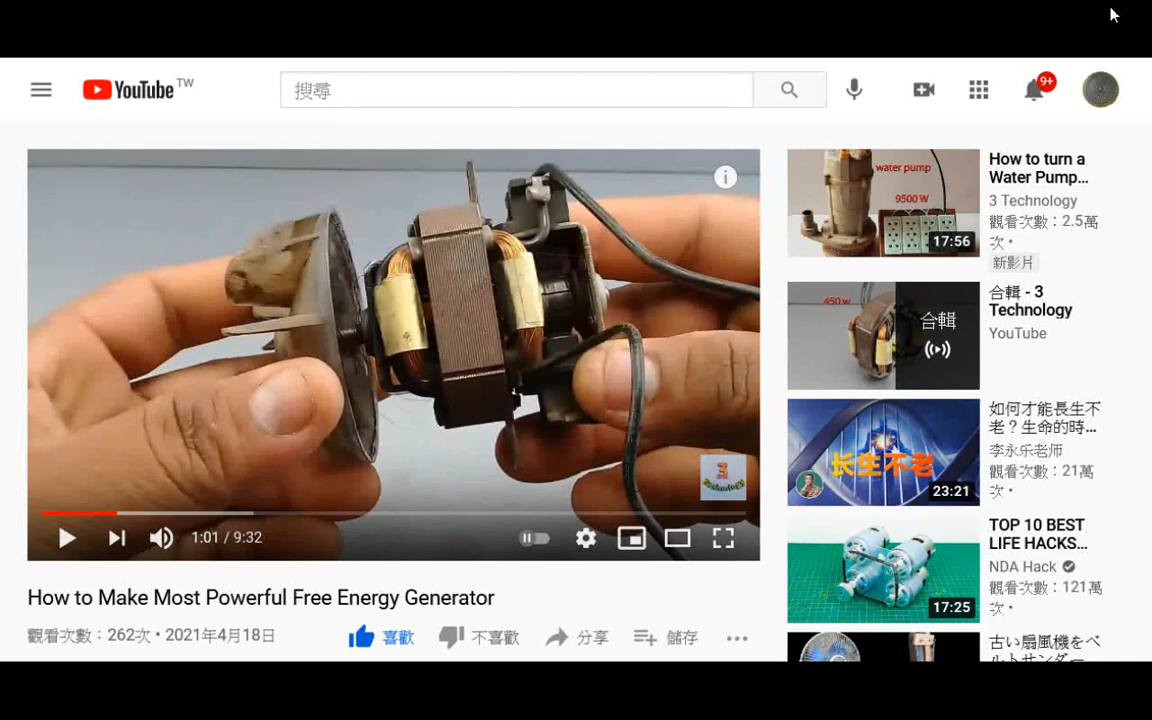 YouTube TW
搜尋
9+
3
Technology
1:01 / 9:32
How to Make Most Powerful Free Energy Generator
觀看次數：262次 • 2021年4月18日
喜歡
不喜歡
分享
儲存
water pump
9500 W
17:56
How to turn a
Water Pump...
3 Technology
觀看次數：2.5萬
次 •
新影片
450 w
合輯
合輯 - 3
Technology
YouTube
长生不老
23:21
如何才能長生不
老？生命的時...
李永乐老师
觀看次數：21萬
次 •
17:25
TOP 10 BEST
LIFE HACKS...
NDA Hack
觀看次數：121萬
次 •
古い扇風機をベ
ルトサンダー